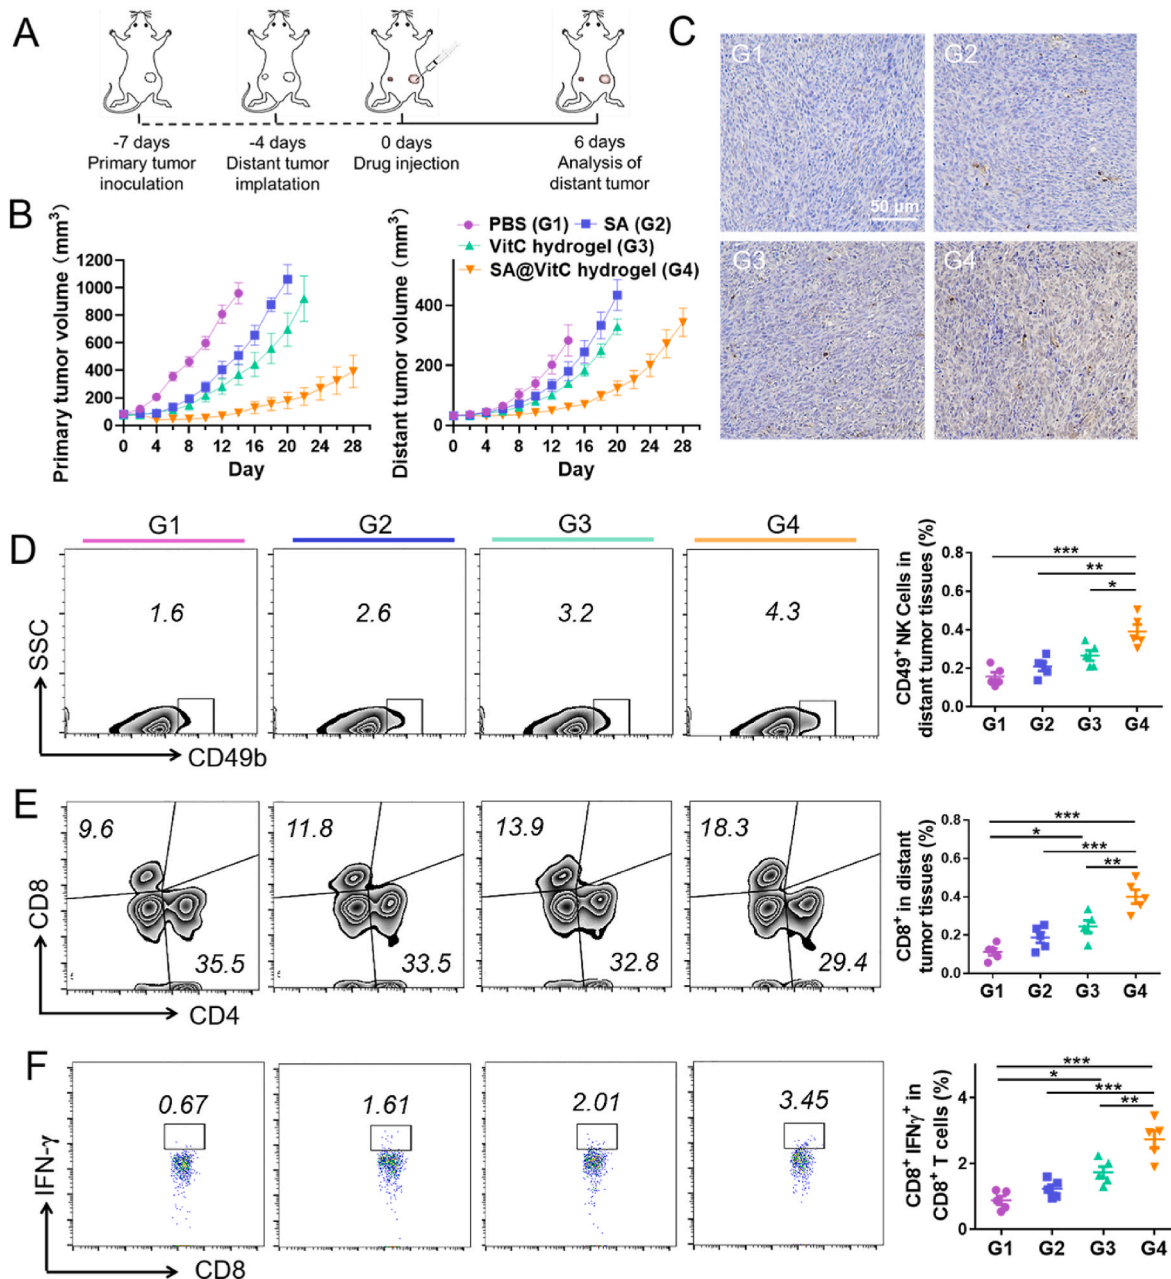 A
-7 days
Primary tumor
inoculation
-4 days
Distant tumor
implatation
0 days
Drug injection
6 days
Analysis of
distant tumor
B
PBS (G1) SA (G2)
VitC hydrogel (G3)
SA@VitC hydrogel (G4)
Primary tumor volume (mm³)
1200
1000
800
600
400
200
0
0 4 8 12 16 20 24 28
Day
Distant tumor volume (mm³)
400
200
0
0 4 8 12 16 20 24 28
Day
C
G1
G2
50 µm
G3
G4
D
G1 G2 G3 G4
SSC
1.6
2.6
3.2
4.3
CD49b
CD49⁺ NK Cells in
distant tumor tissues (%)
0.8
0.6
0.4
0.2
0.0
***
**
*
G1 G2 G3 G4
E
CD8
9.6
35.5
11.8
33.5
13.9
32.8
18.3
29.4
CD4
CD8⁺ in distant
tumor tissues (%)
0.8
0.6
0.4
0.2
0.0
***
*
***
**
G1 G2 G3 G4
F
IFN-γ
0.67
1.61
2.01
3.45
CD8
CD8⁺ IFNγ⁺ in
CD8⁺ T cells (%)
4
2
0
***
*
***
**
G1 G2 G3 G4